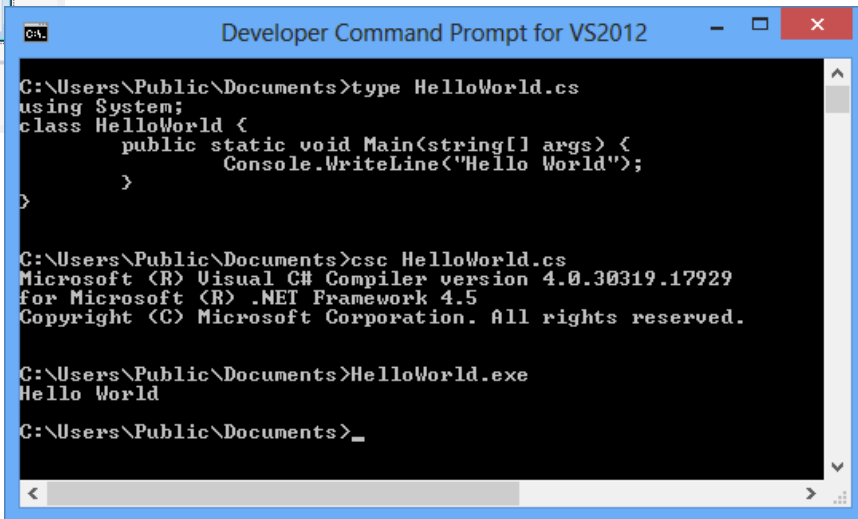 Developer Command Prompt for VS2012
C:\Users\Public\Documents>type HelloWorld.cs
using System;
class HelloWorld {
        public static void Main(string[] args) {
                Console.WriteLine("Hello World");
        }
}
C:\Users\Public\Documents>csc HelloWorld.cs
Microsoft (R) Visual C# Compiler version 4.0.30319.17929
for Microsoft (R) .NET Framework 4.5
Copyright (C) Microsoft Corporation. All rights reserved.
C:\Users\Public\Documents>HelloWorld.exe
Hello World
C:\Users\Public\Documents>_